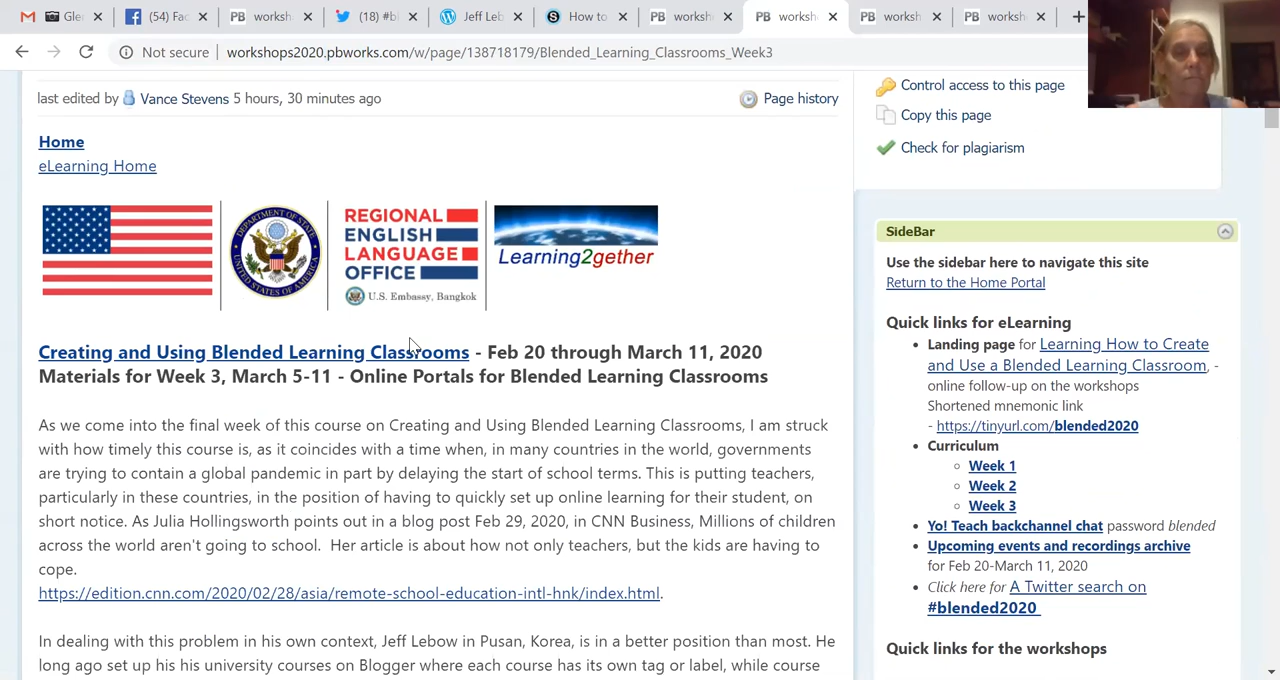 Gle
(54) Fac
worksh
(18) #bl
Jeff Leb
How to
worksh
worksh
worksh
worksh
Not secure
workshops2020.pbworks.com/w/page/138718179/Blended_Learning_Classrooms_Week3
last edited by Vance Stevens 5 hours, 30 minutes ago
Page history
Home
eLearning Home
DEPARTMENT OF STATE
UNITED STATES OF AMERICA
REGIONAL
ENGLISH
LANGUAGE
OFFICE
U.S. Embassy, Bangkok
Learning2gether
Creating and Using Blended Learning Classrooms - Feb 20 through March 11, 2020
Materials for Week 3, March 5-11 - Online Portals for Blended Learning Classrooms
As we come into the final week of this course on Creating and Using Blended Learning Classrooms, I am struck
with how timely this course is, as it coincides with a time when, in many countries in the world, governments
are trying to contain a global pandemic in part by delaying the start of school terms. This is putting teachers,
particularly in these countries, in the position of having to quickly set up online learning for their student, on
short notice. As Julia Hollingsworth points out in a blog post Feb 29, 2020, in CNN Business, Millions of children
across the world aren't going to school. Her article is about how not only teachers, but the kids are having to
cope.
https://edition.cnn.com/2020/02/28/asia/remote-school-education-intl-hnk/index.html.
In dealing with this problem in his own context, Jeff Lebow in Pusan, Korea, is in a better position than most. He
long ago set up his his university courses on Blogger where each course has its own tag or label, while course
Control access to this page
Copy this page
Check for plagiarism
SideBar
Use the sidebar here to navigate this site
Return to the Home Portal
Quick links for eLearning
Landing page for Learning How to Create
and Use a Blended Learning Classroom, -
online follow-up on the workshops
Shortened mnemonic link
- https://tinyurl.com/blended2020
Curriculum
Week 1
Week 2
Week 3
Yo! Teach backchannel chat password blended
Upcoming events and recordings archive
for Feb 20-March 11, 2020
Click here for A Twitter search on
#blended2020
Quick links for the workshops